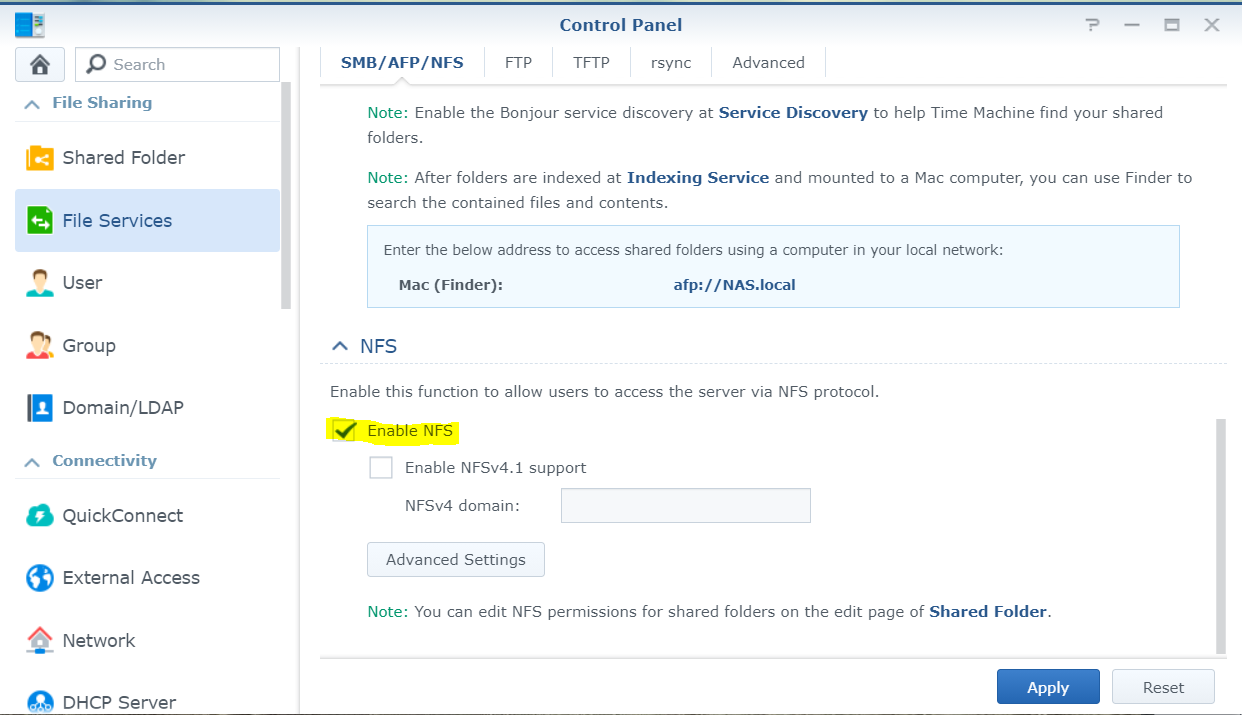 Control Panel
Search
File Sharing
Shared Folder
File Services
User
Group
Domain/LDAP
Connectivity
QuickConnect
External Access
Network
DHCP Server
SMB/AFP/NFS FTP TFTP rsync Advanced
Note: Enable the Bonjour service discovery at Service Discovery to help Time Machine find your shared
folders.
Note: After folders are indexed at Indexing Service and mounted to a Mac computer, you can use Finder to
search the contained files and contents.
Enter the below address to access shared folders using a computer in your local network:
Mac (Finder): afp://NAS.local
NFS
Enable this function to allow users to access the server via NFS protocol.
Enable NFS
Enable NFSv4.1 support
NFSv4 domain:
Advanced Settings
Note: You can edit NFS permissions for shared folders on the edit page of Shared Folder.
Apply Reset